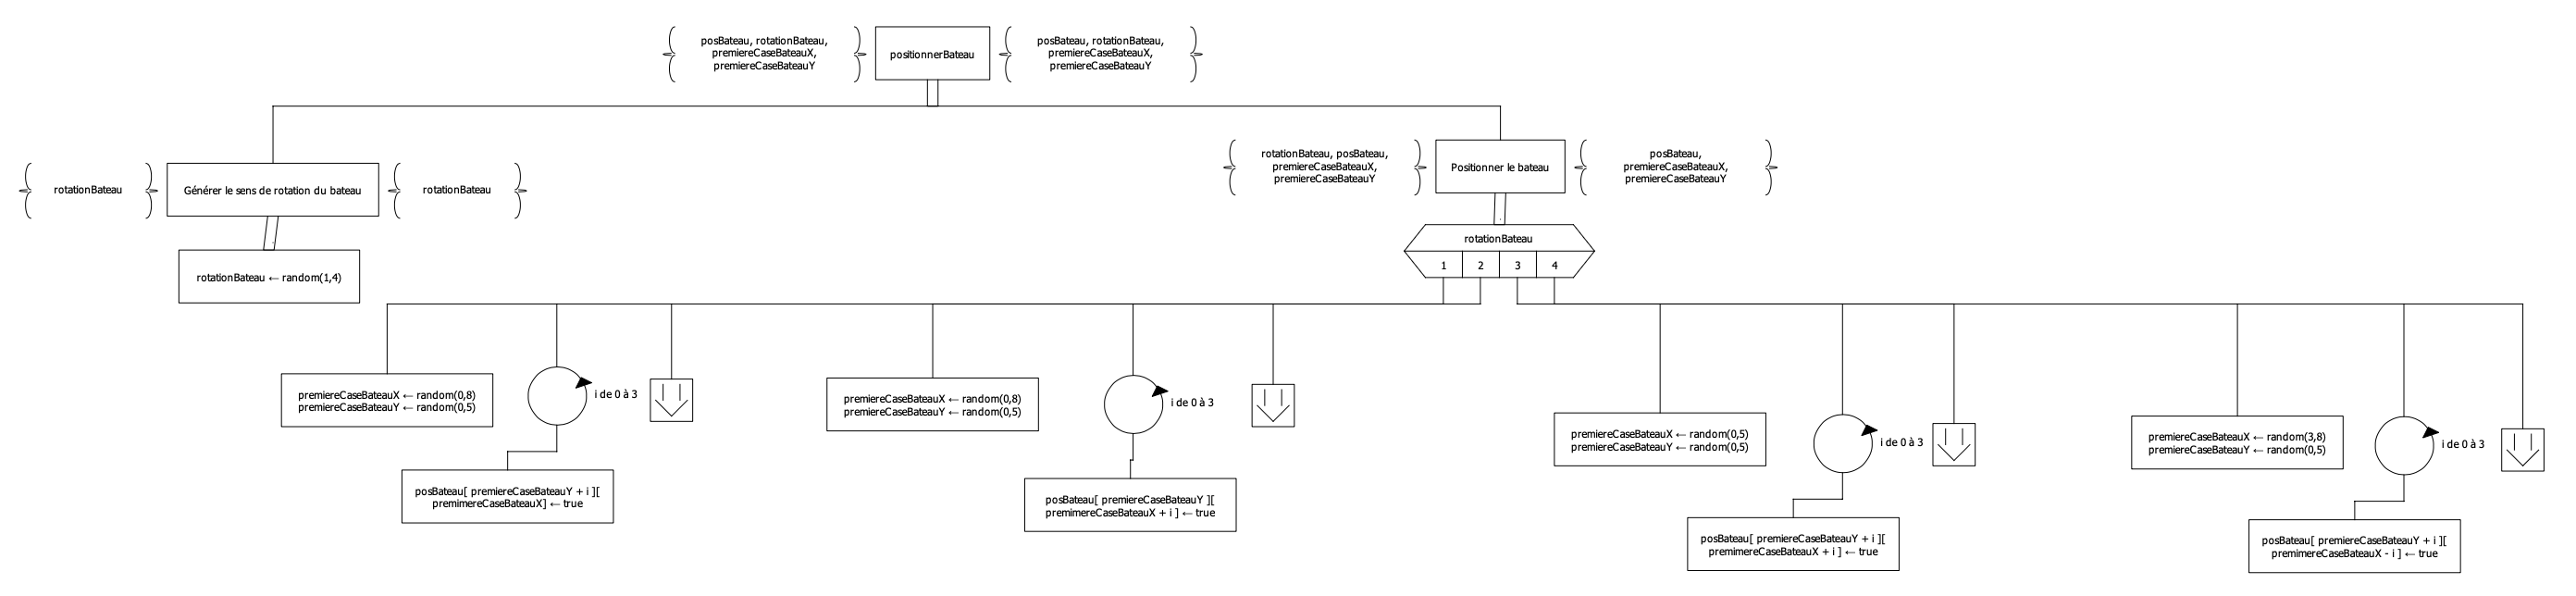 posBateau, rotationBateau,
premiereCaseBateauX,
premiereCaseBateauY
positionnerBateau
posBateau, rotationBateau,
premiereCaseBateauX,
premiereCaseBateauY
rotationBateau
Générer le sens de rotation du bateau
rotationBateau
rotationBateau, posBateau,
premiereCaseBateauX,
premiereCaseBateauY
Positionner le bateau
posBateau,
premiereCaseBateauX,
premiereCaseBateauY
rotationBateau ← random(1,4)
rotationBateau
1 2 3 4
premiereCaseBateauX ← random(0,8)
premiereCaseBateauY ← random(0,5)
i de 0 à 3
posBateau[ premiereCaseBateauY + i ][
premimereCaseBateauX] ← true
premiereCaseBateauX ← random(0,8)
premiereCaseBateauY ← random(0,5)
i de 0 à 3
posBateau[ premiereCaseBateauY ][
premimereCaseBateauX + i ] ← true
premiereCaseBateauX ← random(0,5)
premiereCaseBateauY ← random(0,5)
i de 0 à 3
posBateau[ premiereCaseBateauY + i ][
premimereCaseBateauX + i ] ← true
premiereCaseBateauX ← random(3,8)
premiereCaseBateauY ← random(0,5)
i de 0 à 3
posBateau[ premiereCaseBateauY + i ][
premimereCaseBateauX - i ] ← true